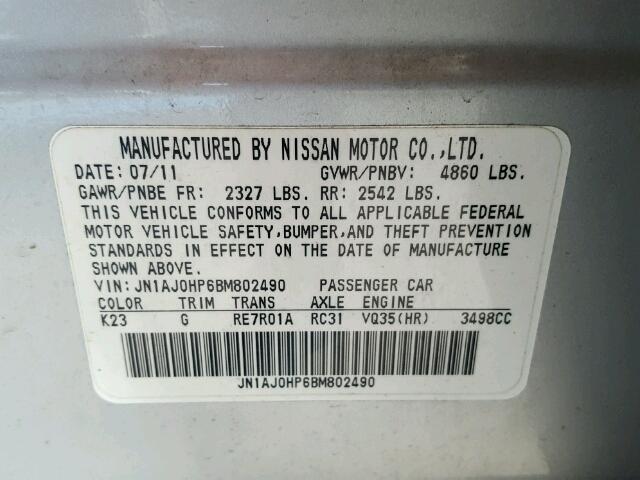 MANUFACTURED BY NISSAN MOTOR CO.,LTD.
DATE: 07/11 GVWR/PNBV: 4860 LBS.
GAWR/PNBE FR: 2327 LBS. RR: 2542 LBS.
THIS VEHICLE CONFORMS TO ALL APPLICABLE FEDERAL
MOTOR VEHICLE SAFETY,BUMPER,AND THEFT PREVENTION
STANDARDS IN EFFECT ON THE DATE OF MANUFACTURE
SHOWN ABOVE.
VIN: JN1AJ0HP6BM802490 PASSENGER CAR
COLOR TRIM TRANS AXLE ENGINE
K23 G RE7R01A RC31 VQ35(HR) 3498CC
JN1AJ0HP6BM802490